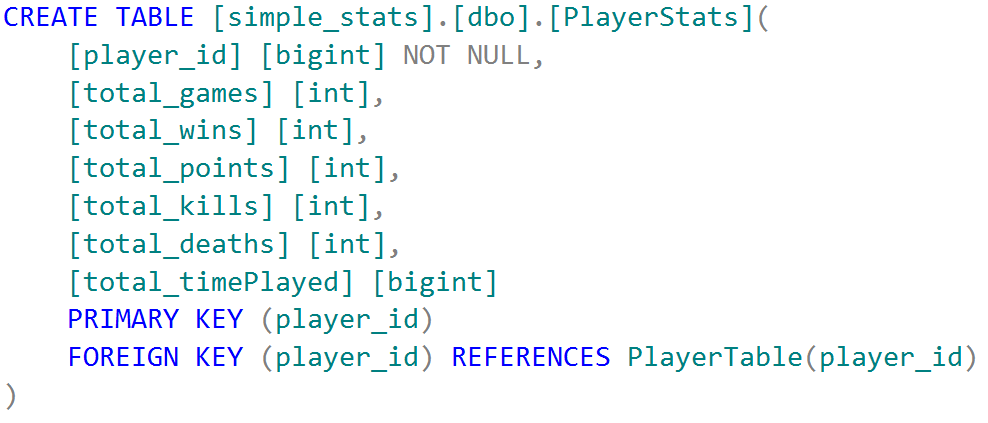 CREATE TABLE [simple_stats].[dbo].[PlayerStats](
    [player_id] [bigint] NOT NULL,
    [total_games] [int],
    [total_wins] [int],
    [total_points] [int],
    [total_kills] [int],
    [total_deaths] [int],
    [total_timePlayed] [bigint]
    PRIMARY KEY (player_id)
    FOREIGN KEY (player_id) REFERENCES PlayerTable(player_id)
)